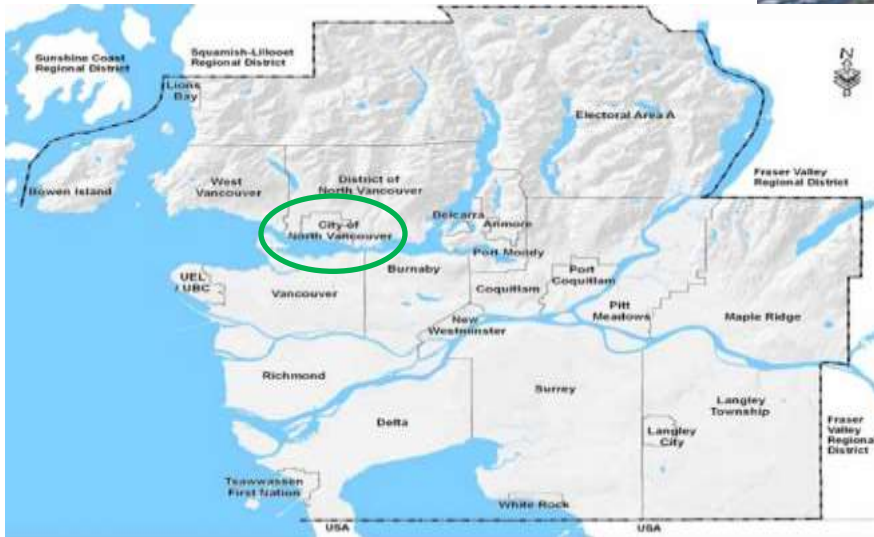 Sunshine Coast
Regional District
Squamish-Lillooet
Regional District
Lions
Bay
N
Electoral Area A
Bowen Island
West
Vancouver
District of
North Vancouver
Fraser Valley
Regional District
City of
North Vancouver
Belcarra
Anmore
Port Moody
UEL
/ UBC
Vancouver
Burnaby
Coquitlam
Port
Coquitlam
New
Westminster
Pitt
Meadows
Maple Ridge
Richmond
Surrey
Delta
Langley
Township
Langley
City
Fraser
Valley
Regional
District
Tsawwassen
First Nation
White Rock
USA
USA